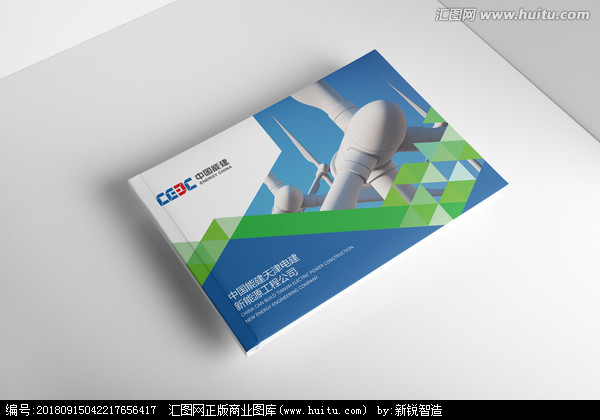 汇图网 www.huitu.com
CEEC 中国能建
ENERGY CHINA
中国能建天津电建
新能源工程公司
CHINA CAN BUILD TIANJIN ELECTRIC POWER CONSTRUCTION
NEW ENERGY ENGINEERING COMPANY
编号:20180915042217656417 汇图网正版商业图库(www.huitu.com) by:新锐智造